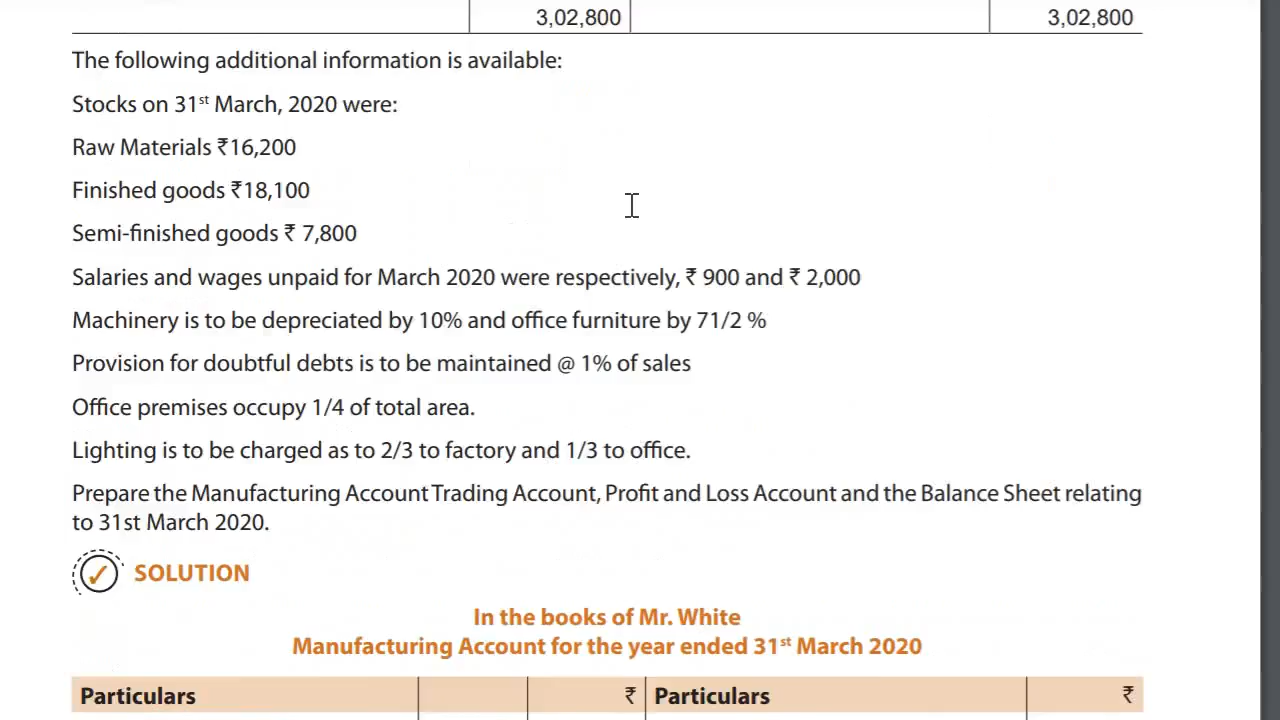 3,02,800 3,02,800
The following additional information is available:
Stocks on 31st March, 2020 were:
Raw Materials ₹16,200
Finished goods ₹18,100
Semi-finished goods ₹ 7,800
Salaries and wages unpaid for March 2020 were respectively, ₹ 900 and ₹ 2,000
Machinery is to be depreciated by 10% and office furniture by 71/2 %
Provision for doubtful debts is to be maintained @ 1% of sales
Office premises occupy 1/4 of total area.
Lighting is to be charged as to 2/3 to factory and 1/3 to office.
Prepare the Manufacturing Account Trading Account, Profit and Loss Account and the Balance Sheet relating
to 31st March 2020.
SOLUTION
In the books of Mr. White
Manufacturing Account for the year ended 31st March 2020
Particulars ₹ Particulars ₹